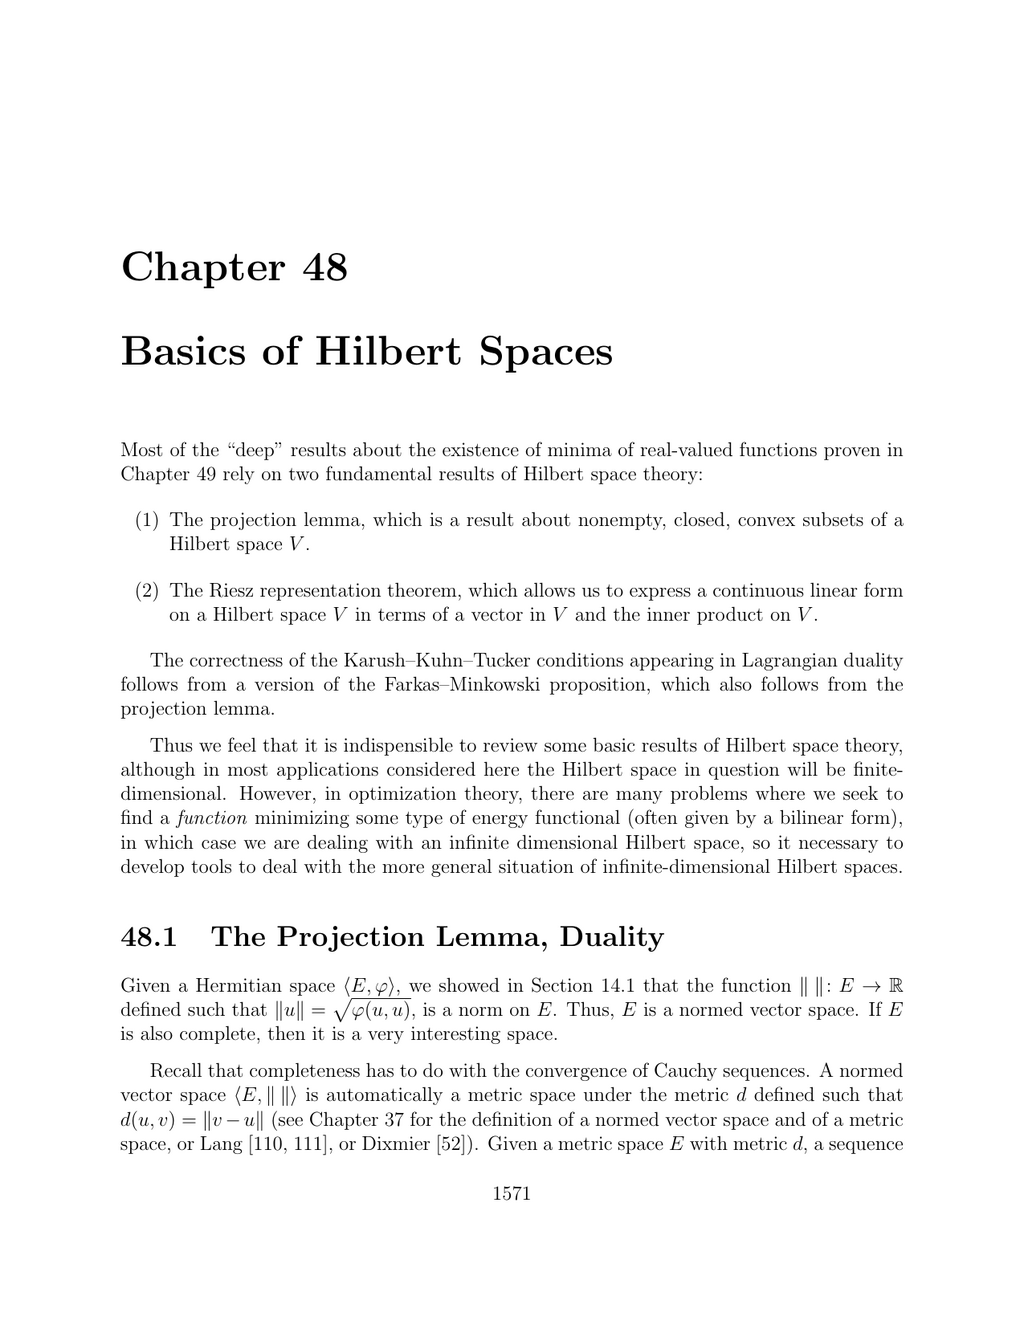 Chapter 48
Basics of Hilbert Spaces
Most of the “deep” results about the existence of minima of real-valued functions proven in
Chapter 49 rely on two fundamental results of Hilbert space theory:
(1) The projection lemma, which is a result about nonempty, closed, convex subsets of a
Hilbert space V.
(2) The Riesz representation theorem, which allows us to express a continuous linear form
on a Hilbert space V in terms of a vector in V and the inner product on V.
The correctness of the Karush–Kuhn–Tucker conditions appearing in Lagrangian duality
follows from a version of the Farkas–Minkowski proposition, which also follows from the
projection lemma.
Thus we feel that it is indispensible to review some basic results of Hilbert space theory,
although in most applications considered here the Hilbert space in question will be finite-
dimensional. However, in optimization theory, there are many problems where we seek to
find a function minimizing some type of energy functional (often given by a bilinear form),
in which case we are dealing with an infinite dimensional Hilbert space, so it necessary to
develop tools to deal with the more general situation of infinite-dimensional Hilbert spaces.
48.1 The Projection Lemma, Duality
Given a Hermitian space ⟨E, φ⟩, we showed in Section 14.1 that the function ‖ ‖: E → ℝ
defined such that ‖u‖ = √φ(u, u), is a norm on E. Thus, E is a normed vector space. If E
is also complete, then it is a very interesting space.
Recall that completeness has to do with the convergence of Cauchy sequences. A normed
vector space ⟨E, ‖ ‖⟩ is automatically a metric space under the metric d defined such that
d(u, v) = ‖v − u‖ (see Chapter 37 for the definition of a normed vector space and of a metric
space, or Lang [110, 111], or Dixmier [52]). Given a metric space E with metric d, a sequence
1571